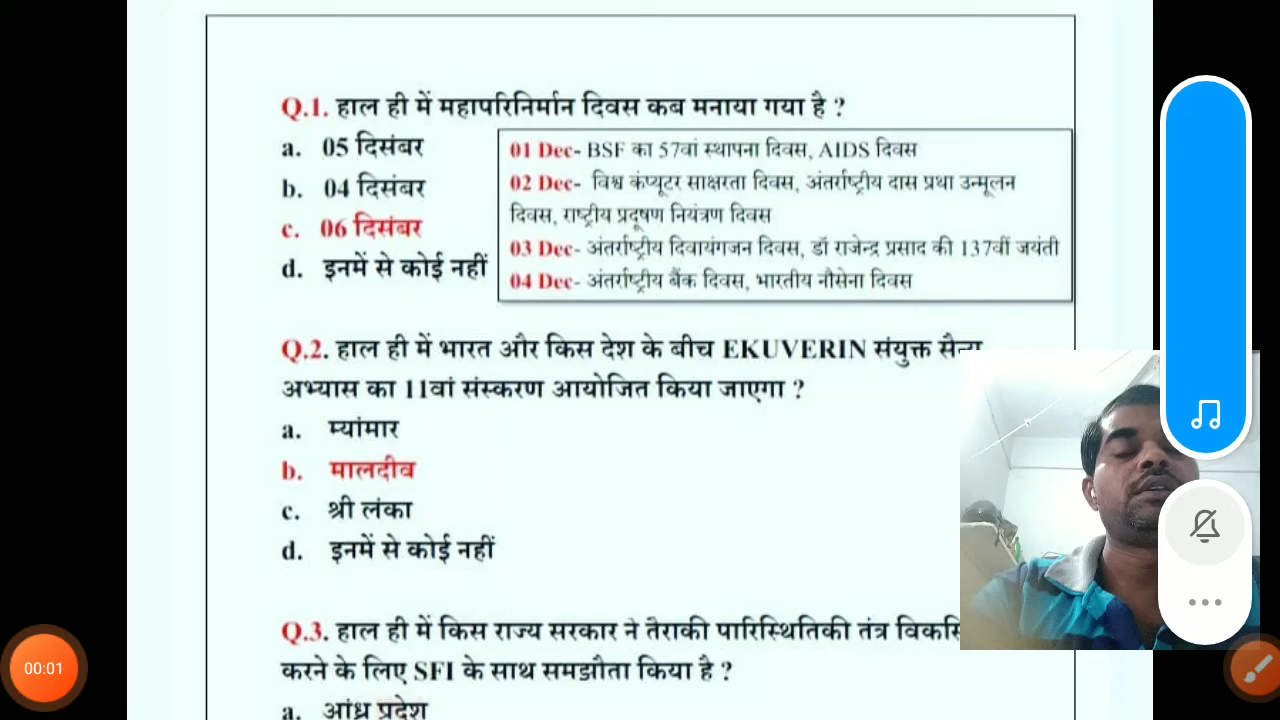 Q.1. हाल ही में महापरिनिर्मान दिवस कब मनाया गया है ?
a. 05 दिसंबर
b. 04 दिसंबर
c. 06 दिसंबर
d. इनमें से कोई नहीं
01 Dec- BSF का 57वां स्थापना दिवस, AIDS दिवस
02 Dec- विश्व कंप्यूटर साक्षरता दिवस, अंतर्राष्ट्रीय दास प्रथा उन्मूलन
दिवस, राष्ट्रीय प्रदूषण नियंत्रण दिवस
03 Dec- अंतर्राष्ट्रीय दिवायंगजन दिवस, डॉ राजेन्द्र प्रसाद की 137वीं जयंती
04 Dec- अंतर्राष्ट्रीय बैंक दिवस, भारतीय नौसेना दिवस
Q.2. हाल ही में भारत और किस देश के बीच EKUVERIN संयुक्त सैन्य
अभ्यास का 11वां संस्करण आयोजित किया जाएगा ?
a. म्यांमार
b. मालदीव
c. श्री लंका
d. इनमें से कोई नहीं
Q.3. हाल ही में किस राज्य सरकार ने तैराकी पारिस्थितिकी तंत्र
करने के लिए SFI के साथ समझौता किया है ?
a. आंध्र प्रदेश
00:01